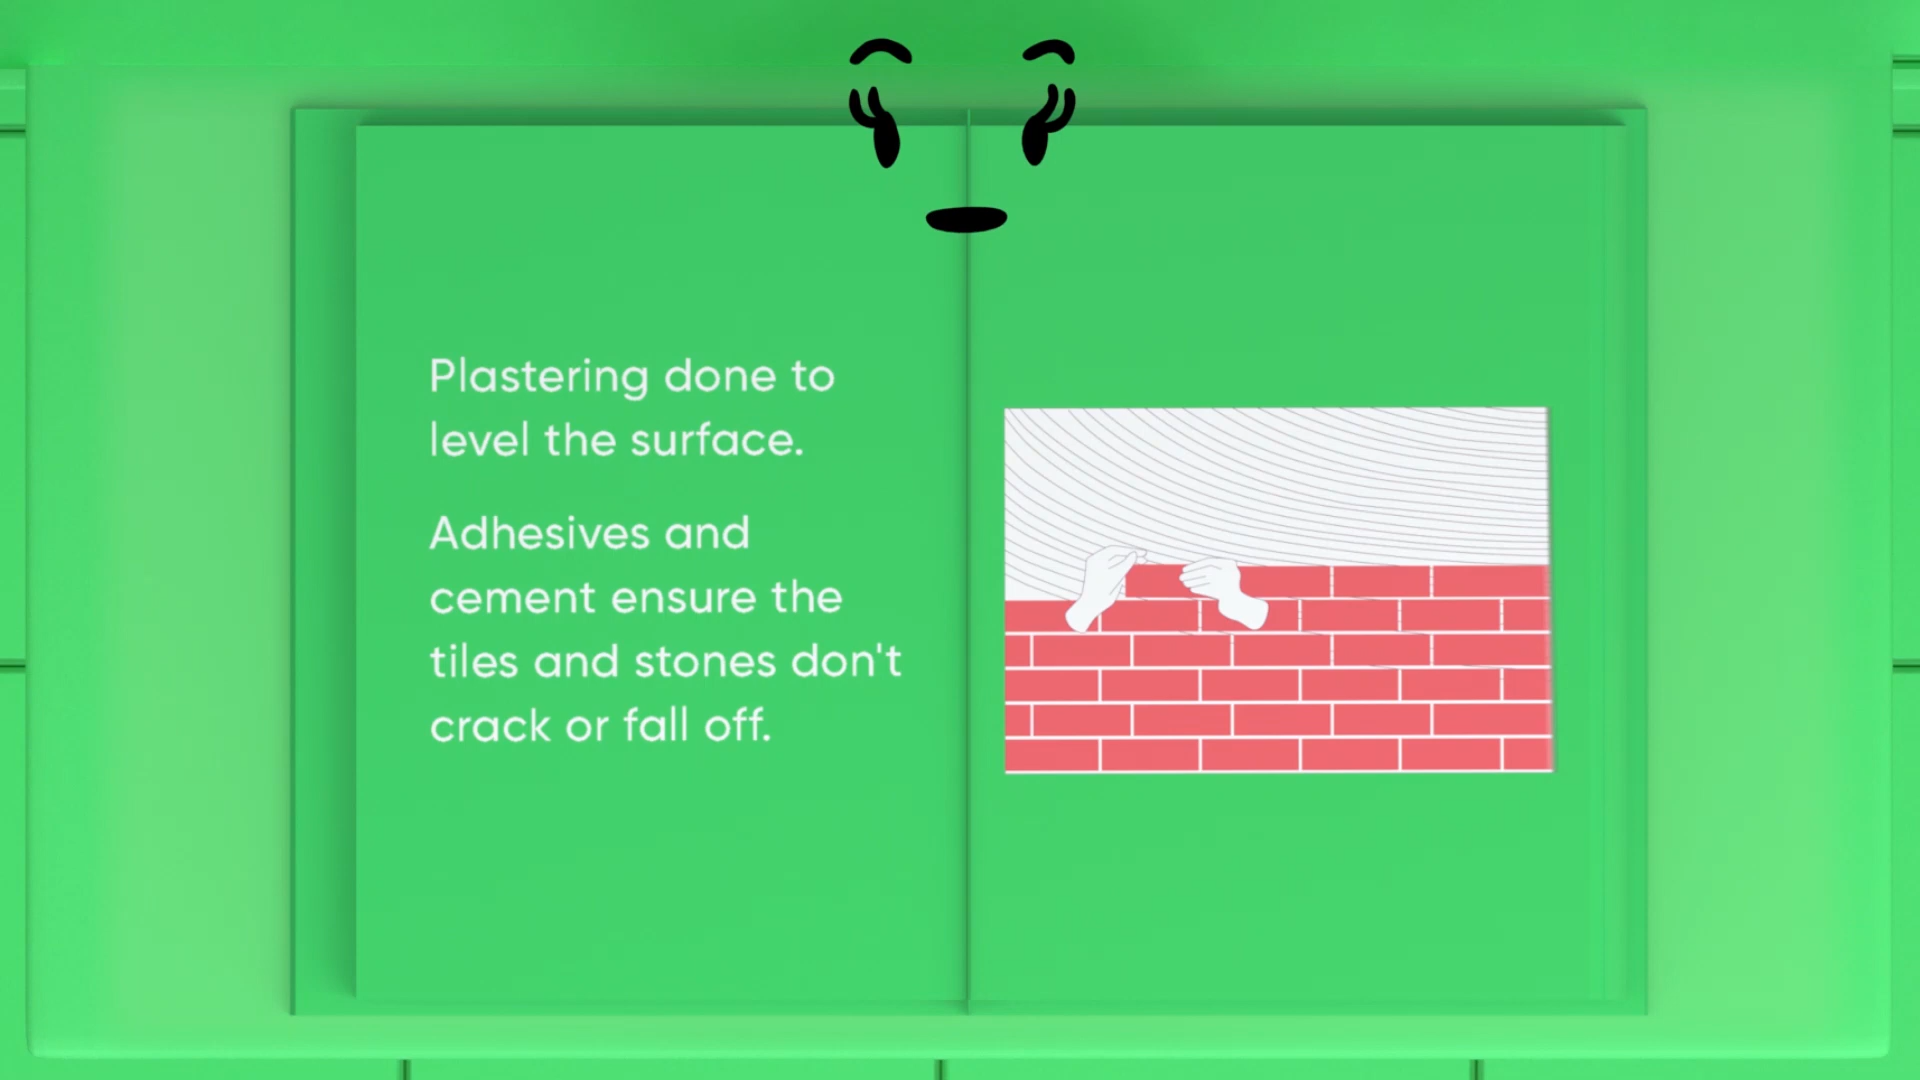 Plastering done to
level the surface.
Adhesives and
cement ensure the
tiles and stones don't
crack or fall off.